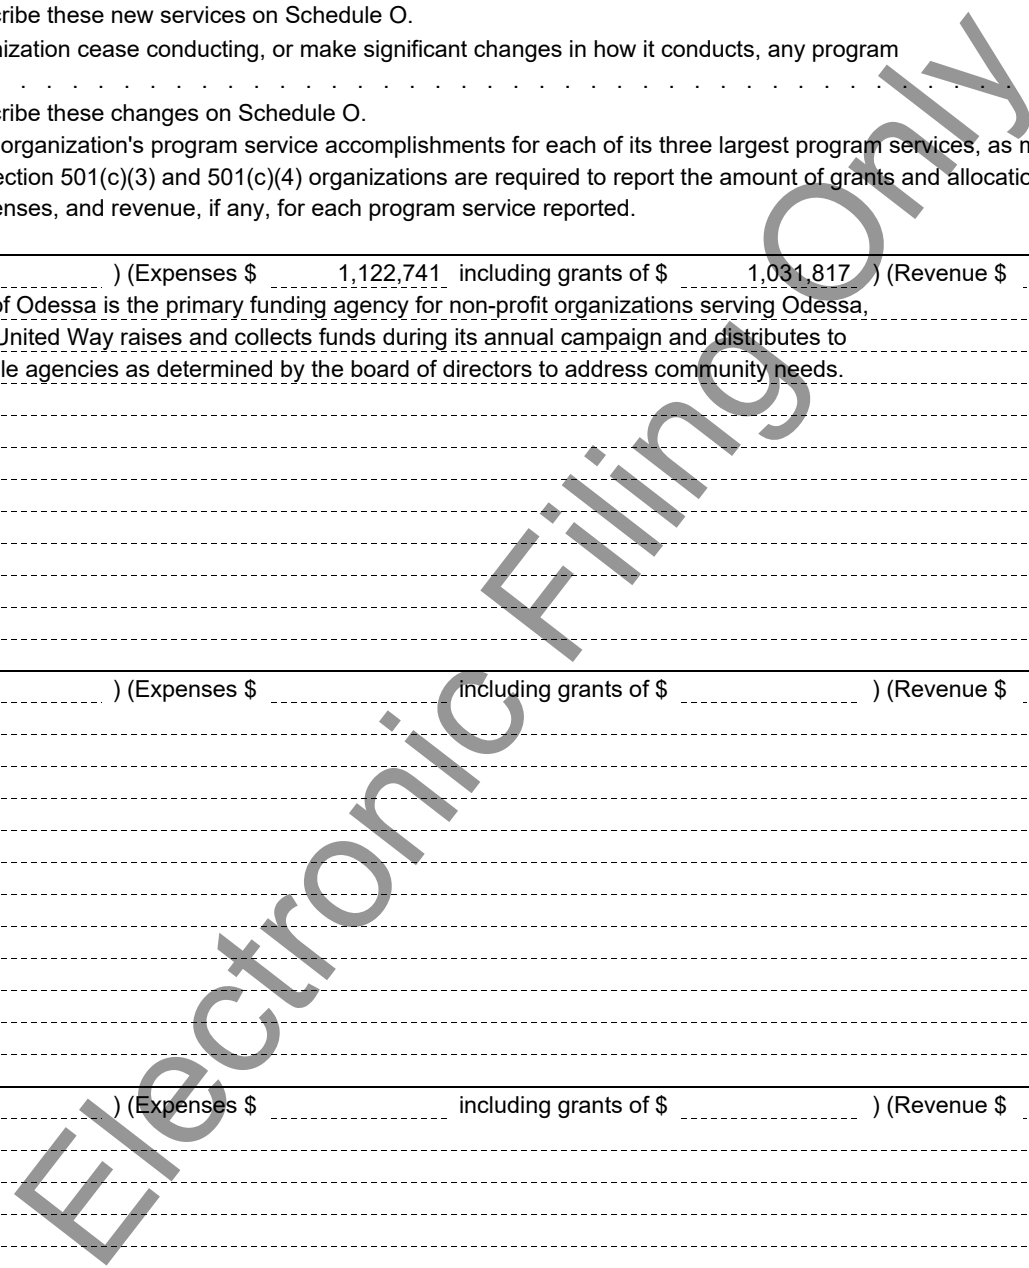 cribe these new services on Schedule O.
nization cease conducting, or make significant changes in how it conducts, any program
. . . . . . . . . . . . . . . . . . . . . . . . . . . . . . . . . . . . . . .
cribe these changes on Schedule O.
organization's program service accomplishments for each of its three largest program services, as m
ection 501(c)(3) and 501(c)(4) organizations are required to report the amount of grants and allocatio
enses, and revenue, if any, for each program service reported.
) (Expenses $ 1,122,741 including grants of $ 1,031,817 ) (Revenue $
of Odessa is the primary funding agency for non-profit organizations serving Odessa,
United Way raises and collects funds during its annual campaign and distributes to
le agencies as determined by the board of directors to address community needs.
) (Expenses $ including grants of $ ) (Revenue $
) (Expenses $ including grants of $ ) (Revenue $
Electronic Filing Only